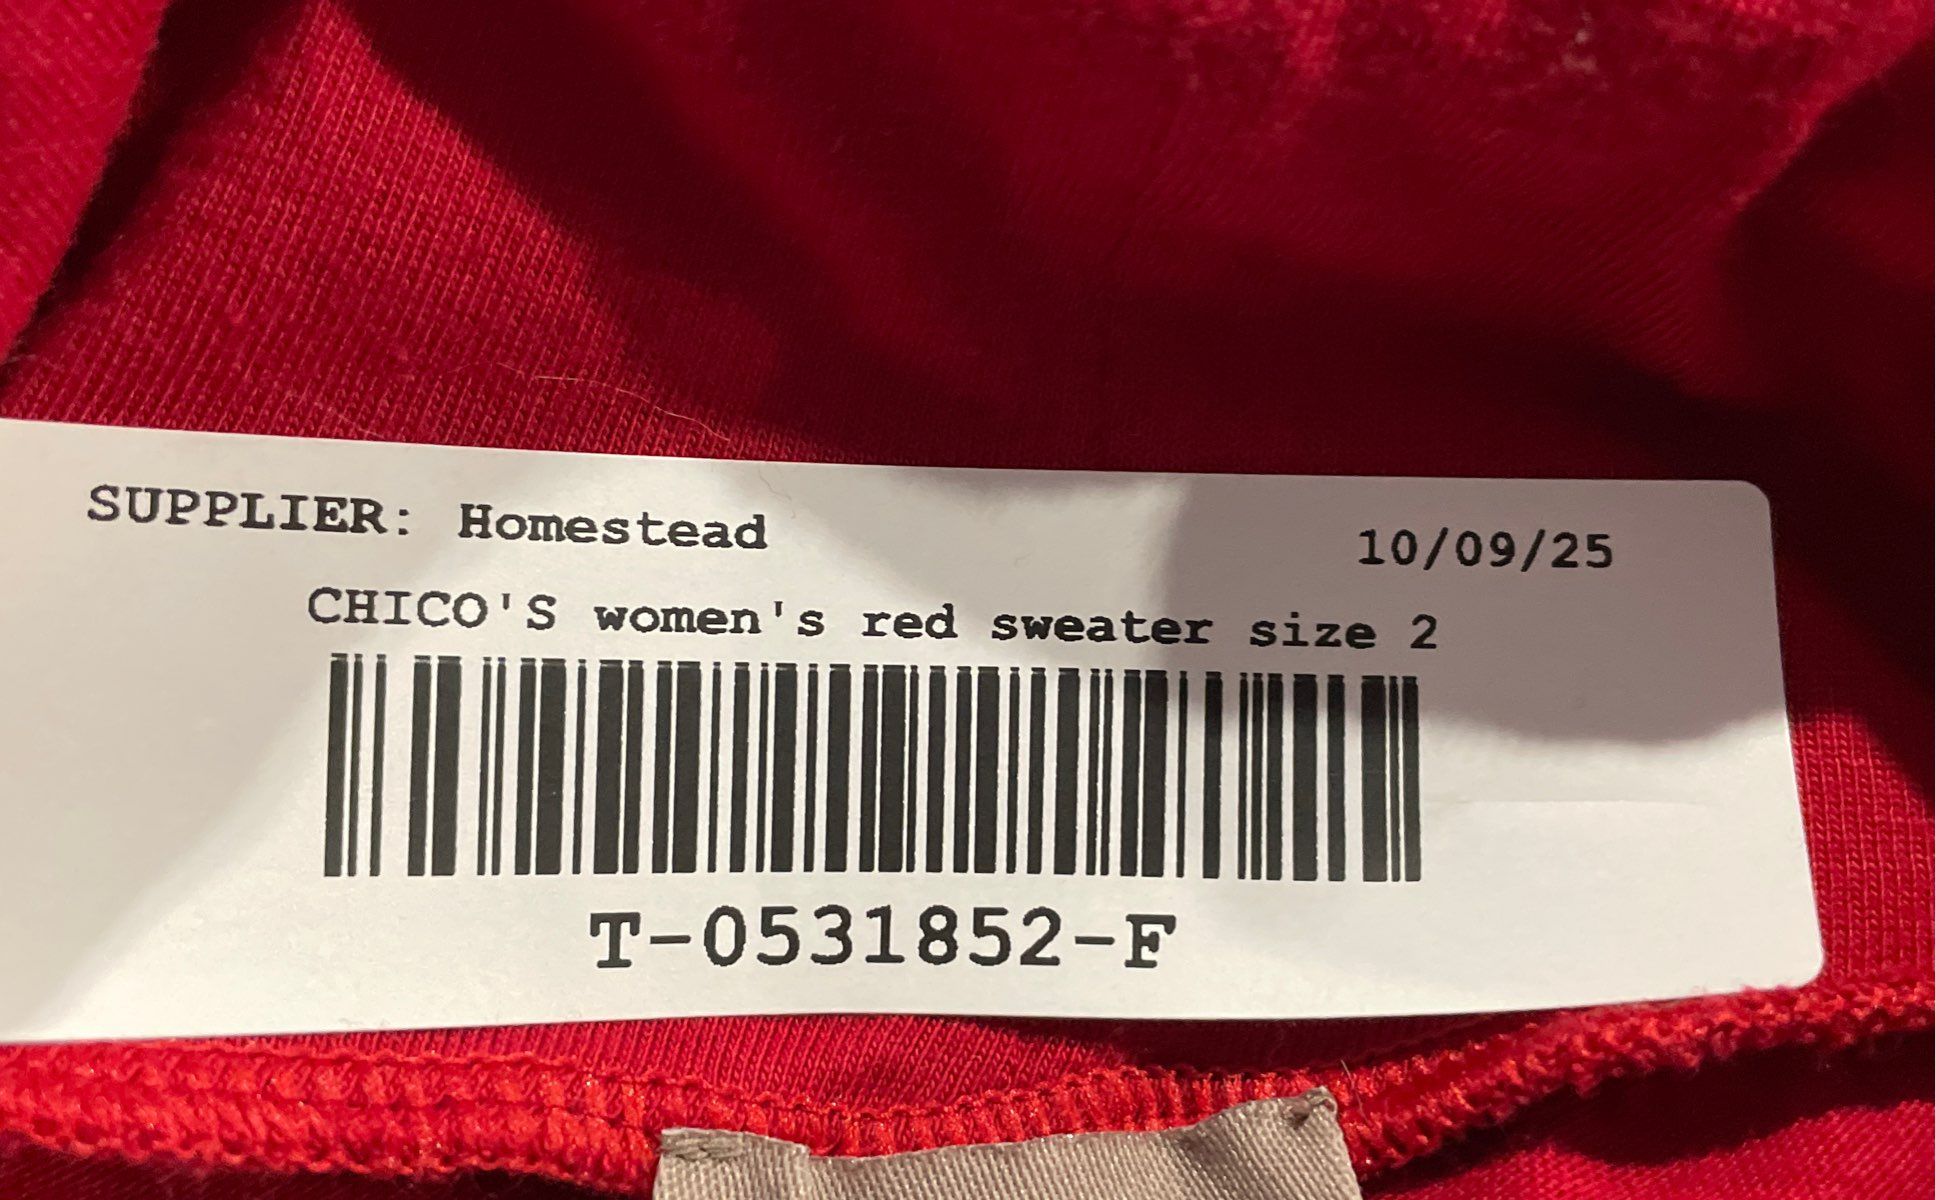 SUPPLIER: Homestead 10/09/25
CHICO'S women's red sweater size 2
T-0531852-F